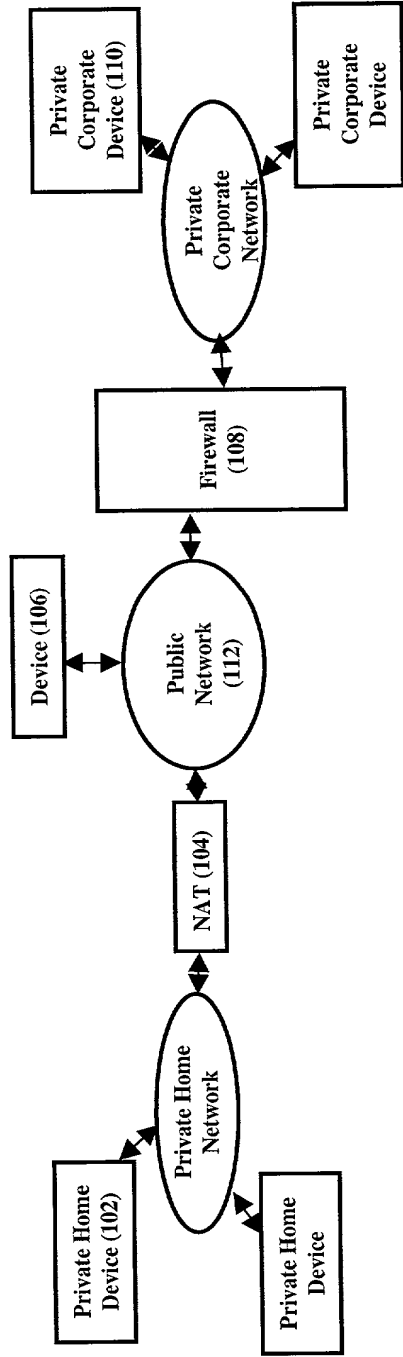 Private Home
Device (102)
Private Home
Device
Private Home
Network
NAT (104)
Device (106)
Public
Network
(112)
Firewall
(108)
Private
Corporate
Network
Private
Corporate
Device (110)
Private
Corporate
Device